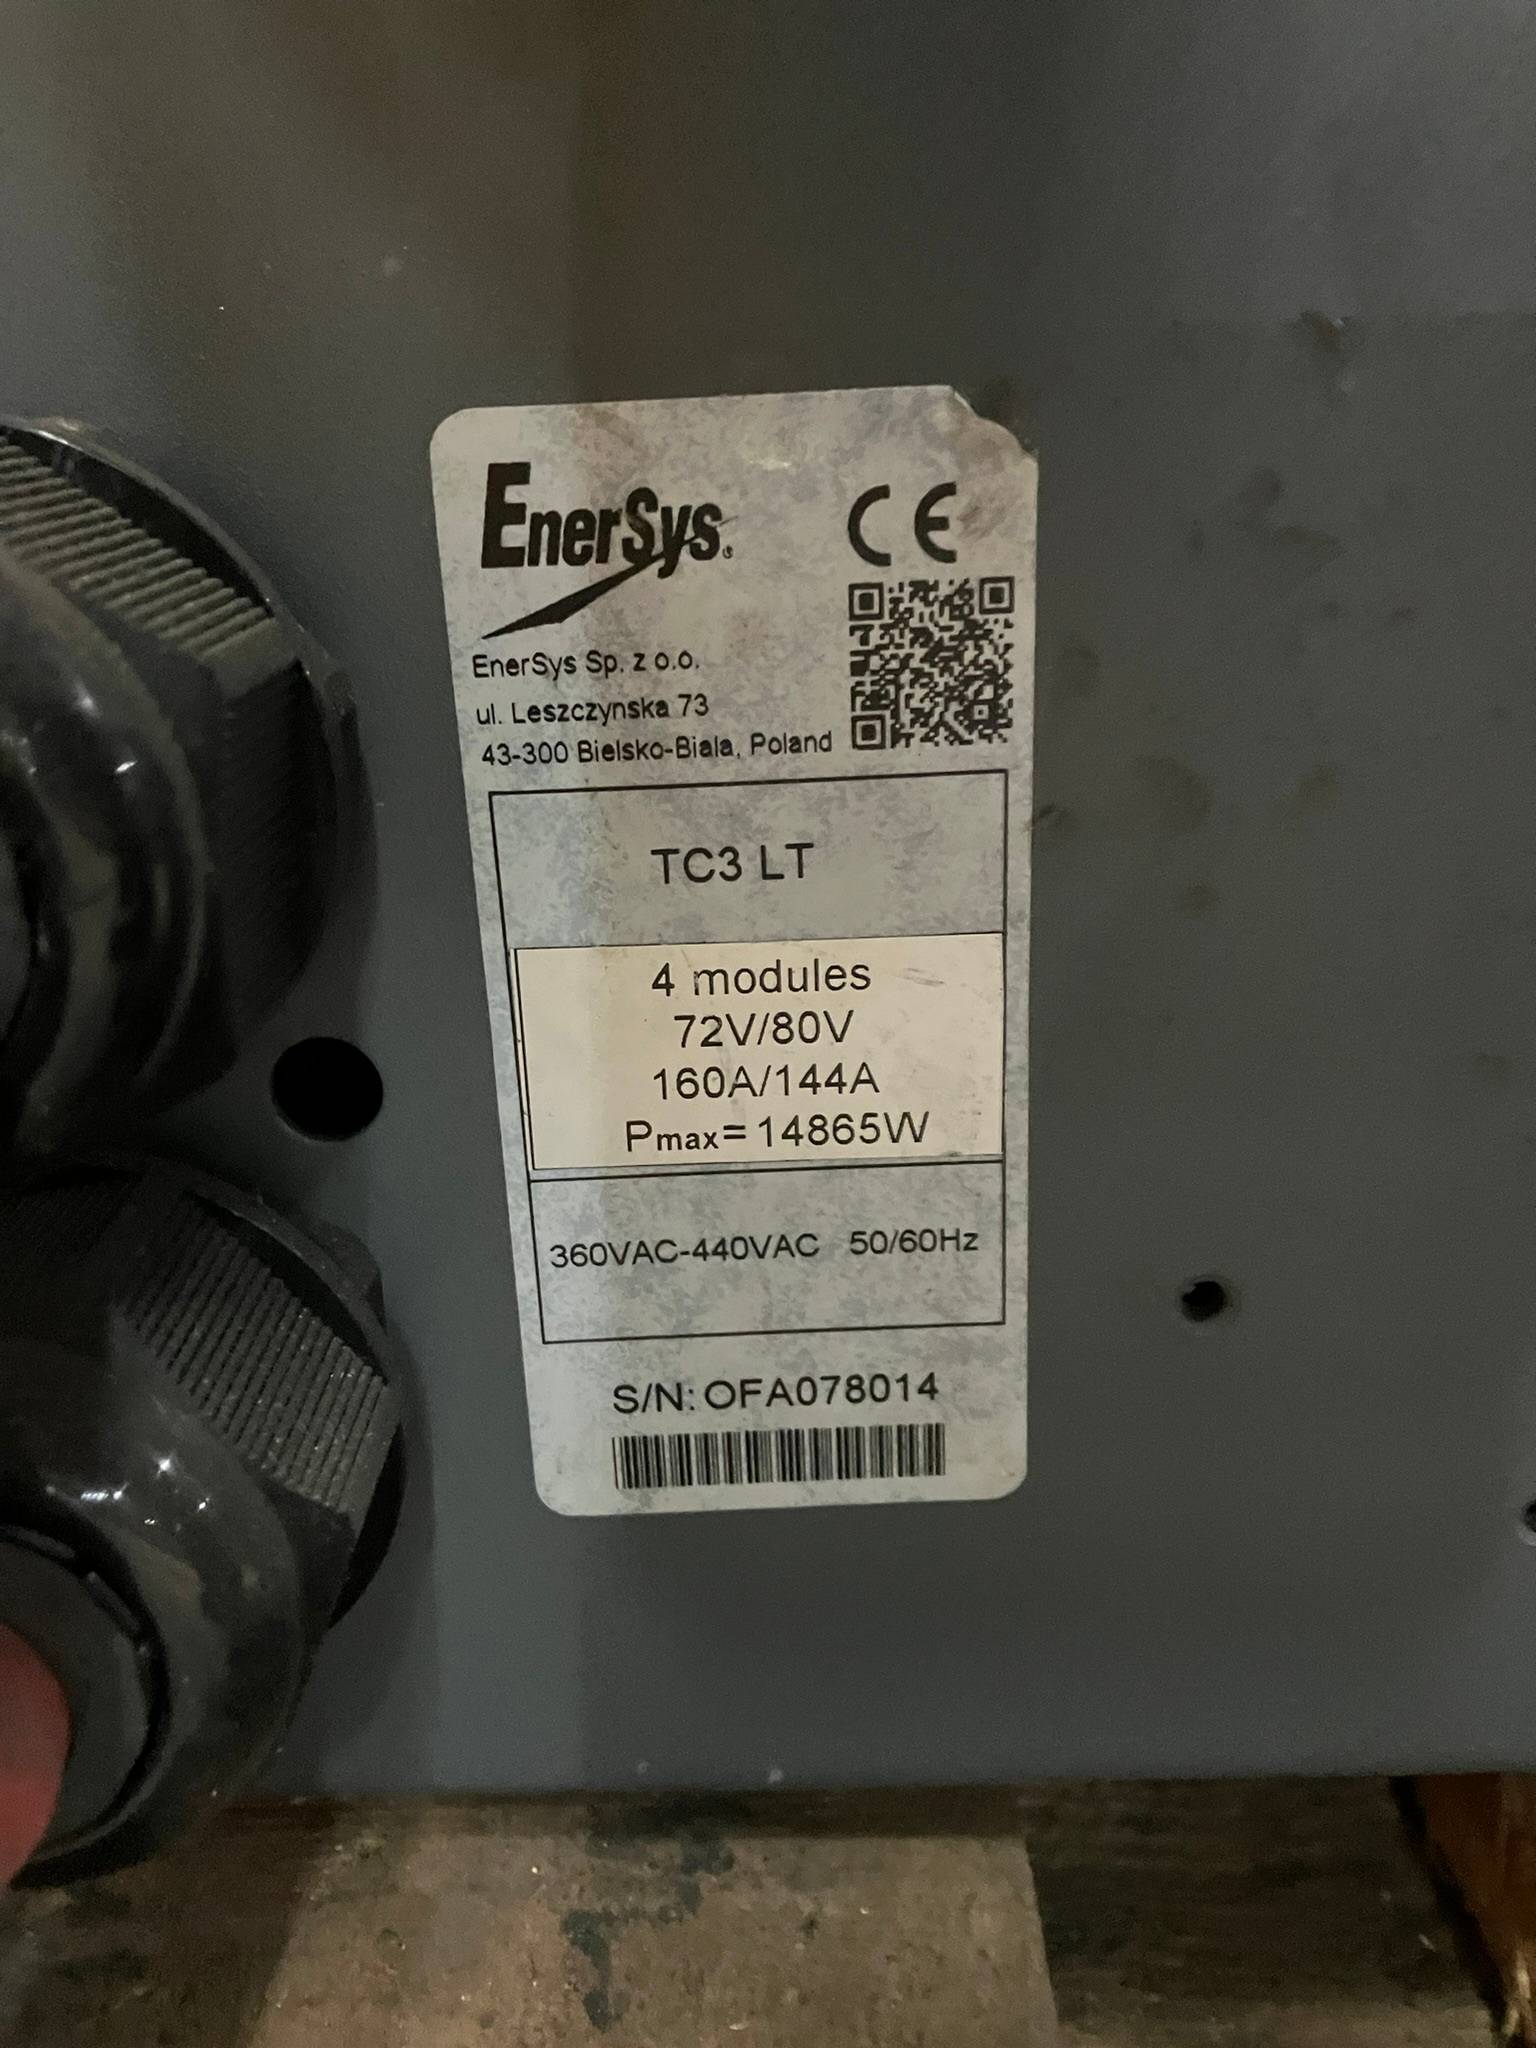 EnerSys®
CE
EnerSys Sp. z o.o.
ul. Leszczynska 73
43-300 Bielsko-Biala, Poland
TC3 LT
4 modules
72V/80V
160A/144A
Pmax=14865W
360VAC-440VAC 50/60Hz
S/N: OFA078014